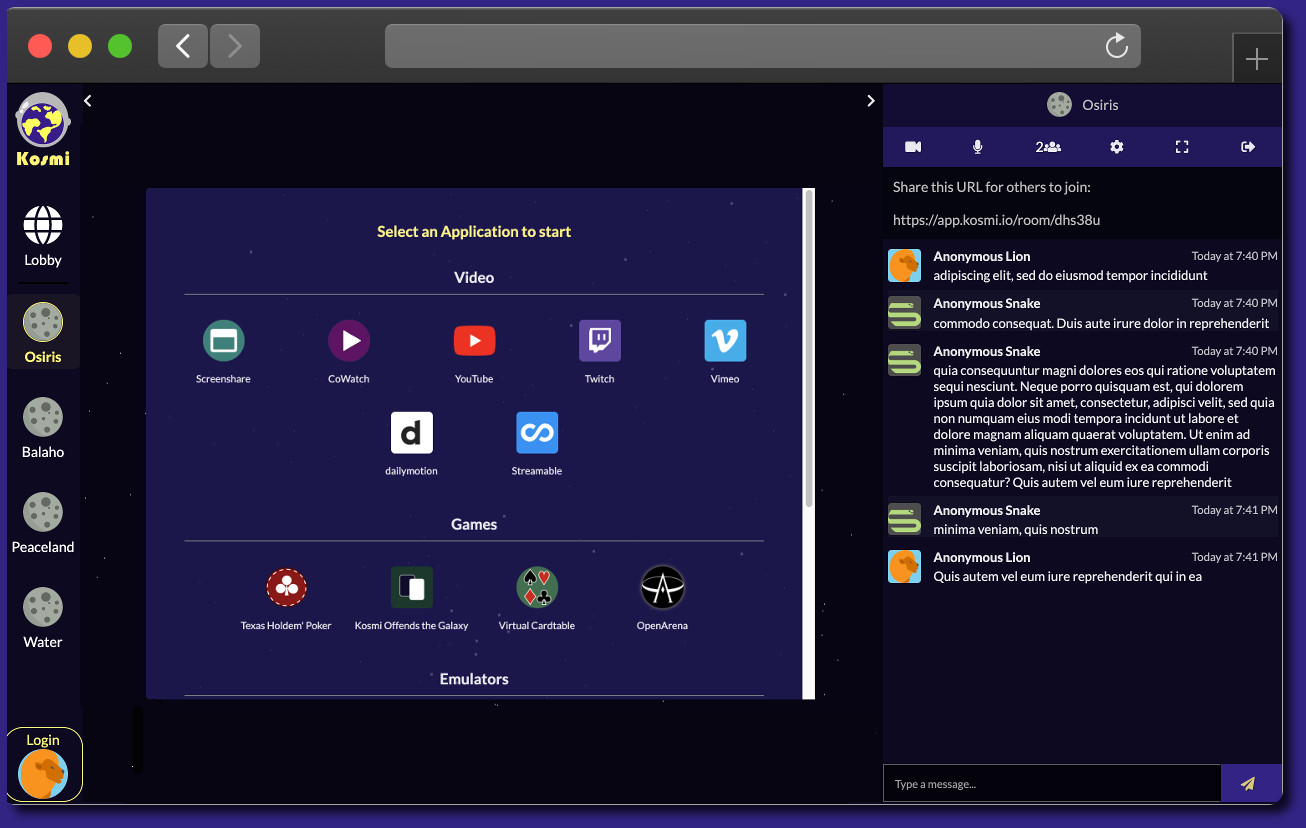 Kosmi
Lobby
Osiris
Balaho
Peaceland
Water
Login
Select an Application to start
Video
Screenshare
CoWatch
YouTube
Twitch
Vimeo
d
dailymotion
Streamable
Games
Texas Holdem' Poker
Kosmi Offends the Galaxy
Virtual Cardtable
OpenArena
Emulators
Osiris
2
Share this URL for others to join:
https://app.kosmi.io/room/dhs38u
Anonymous Lion Today at 7:40 PM
adipiscing elit, sed do eiusmod tempor incididunt
Anonymous Snake Today at 7:40 PM
commodo consequat. Duis aute irure dolor in reprehenderit
Anonymous Snake Today at 7:40 PM
quia consequuntur magni dolores eos qui ratione voluptatem
sequi nesciunt. Neque porro quisquam est, qui dolorem
ipsum quia dolor sit amet, consectetur, adipisci velit, sed quia
non numquam eius modi tempora incidunt ut labore et
dolore magnam aliquam quaerat voluptatem. Ut enim ad
minima veniam, quis nostrum exercitationem ullam corporis
suscipit laboriosam, nisi ut aliquid ex ea commodi
consequatur? Quis autem vel eum iure reprehenderit
Anonymous Snake Today at 7:41 PM
minima veniam, quis nostrum
Anonymous Lion Today at 7:41 PM
Quis autem vel eum iure reprehenderit qui in ea
Type a message...